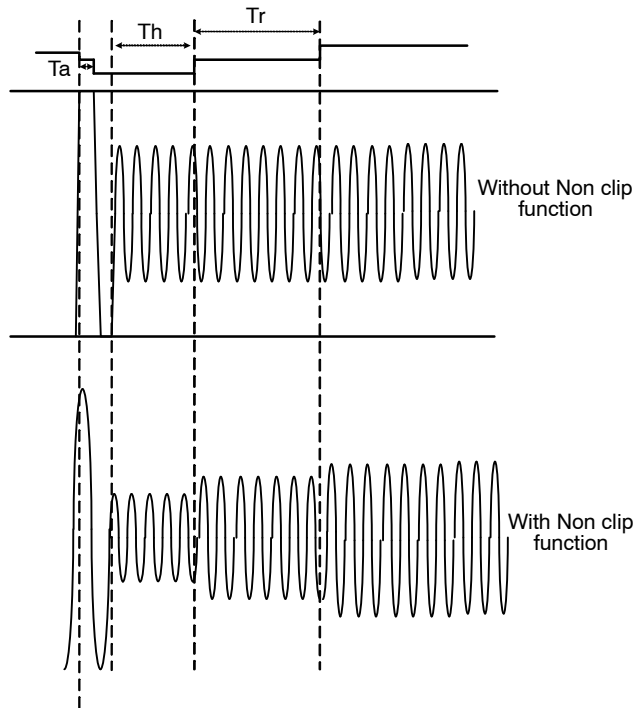 Th
Tr
Ta
Without Non clip
function
With Non clip
function